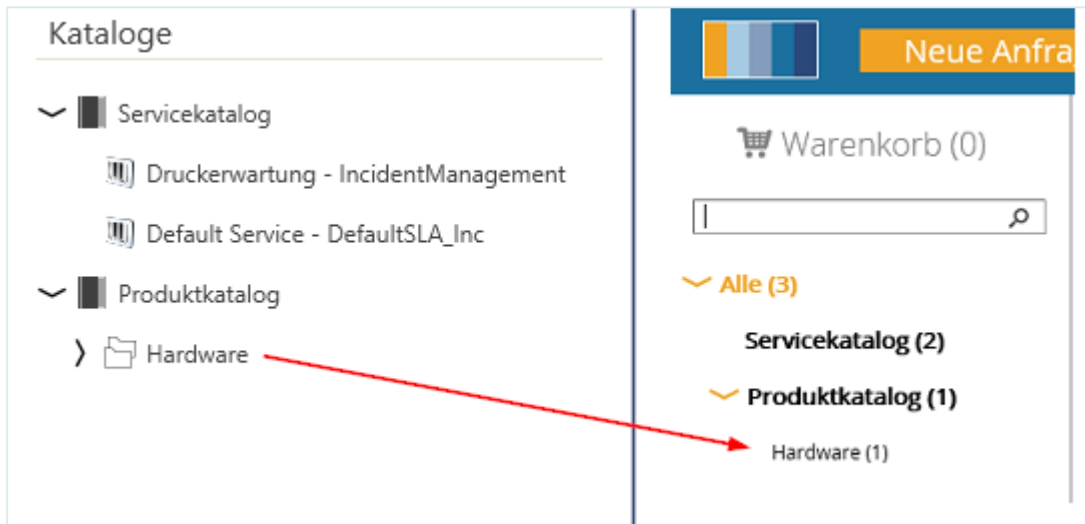 Kataloge
Servicekatalog
Druckerwartung - IncidentManagement
Default Service - DefaultSLA_Inc
Produktkatalog
Hardware
Neue Anfra
Warenkorb (0)
Alle (3)
Servicekatalog (2)
Produktkatalog (1)
Hardware (1)